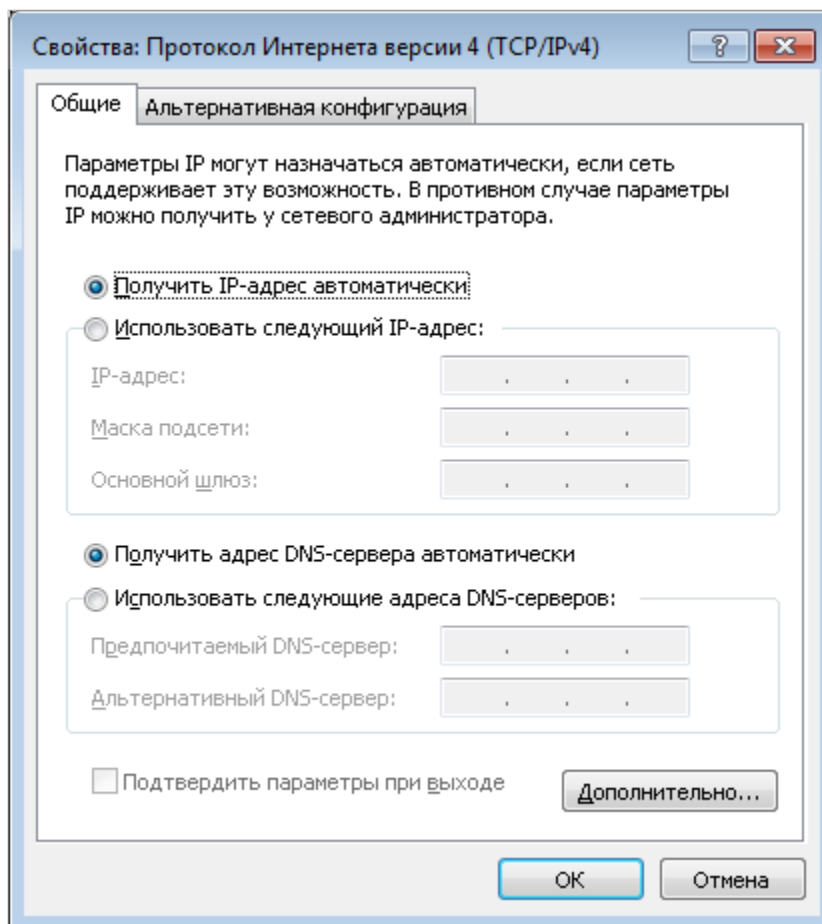 Свойства: Протокол Интернета версии 4 (TCP/IPv4)
Общие
Альтернативная конфигурация
Параметры IP могут назначаться автоматически, если сеть
поддерживает эту возможность. В противном случае параметры
IP можно получить у сетевого администратора.
Получить IP-адрес автоматически
Использовать следующий IP-адрес:
IP-адрес:
Маска подсети:
Основной шлюз:
Получить адрес DNS-сервера автоматически
Использовать следующие адреса DNS-серверов:
Предпочитаемый DNS-сервер:
Альтернативный DNS-сервер:
Подтвердить параметры при выходе
Дополнительно...
ОК
Отмена